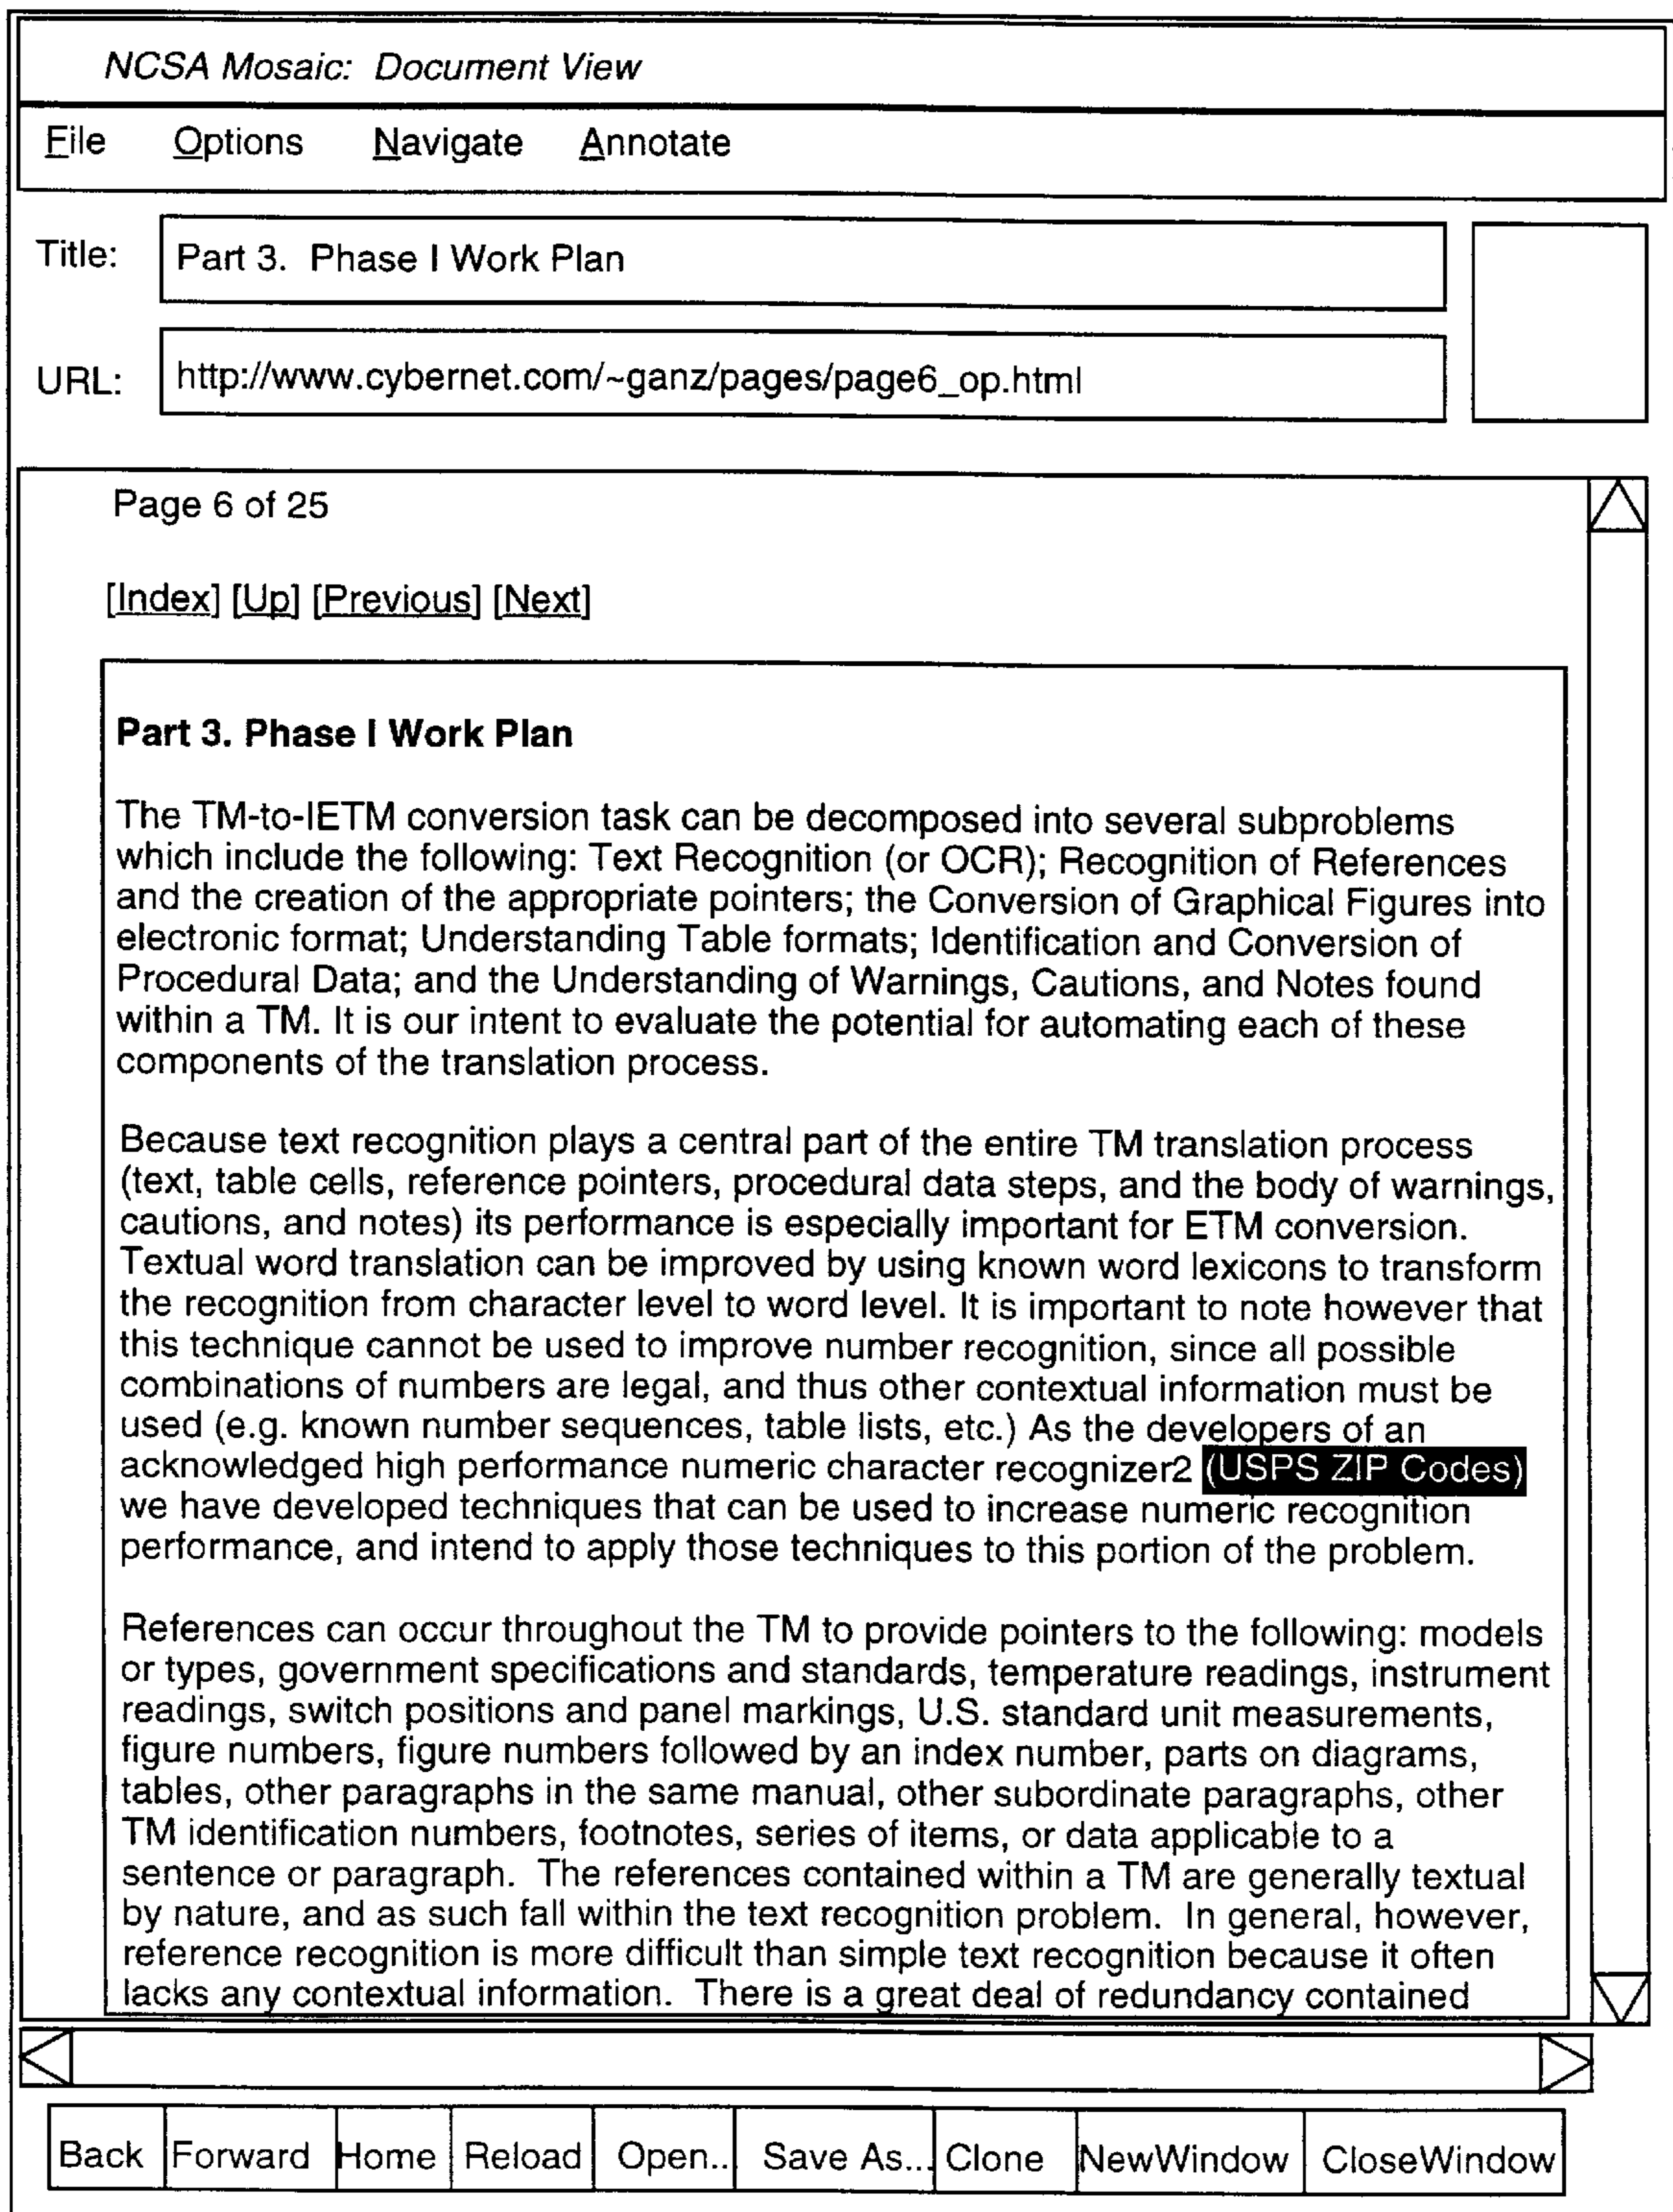 NCSA Mosaic: Document View
File Options Navigate Annotate
Title: Part 3. Phase I Work Plan
URL: http://www.cybernet.com/~ganz/pages/page6_op.html
Page 6 of 25
[Index] [Up] [Previous] [Next]
Part 3. Phase I Work Plan
The TM-to-IETM conversion task can be decomposed into several subproblems
which include the following: Text Recognition (or OCR); Recognition of References
and the creation of the appropriate pointers; the Conversion of Graphical Figures into
electronic format; Understanding Table formats; Identification and Conversion of
Procedural Data; and the Understanding of Warnings, Cautions, and Notes found
within a TM. It is our intent to evaluate the potential for automating each of these
components of the translation process.
Because text recognition plays a central part of the entire TM translation process
(text, table cells, reference pointers, procedural data steps, and the body of warnings,
cautions, and notes) its performance is especially important for ETM conversion.
Textual word translation can be improved by using known word lexicons to transform
the recognition from character level to word level. It is important to note however that
this technique cannot be used to improve number recognition, since all possible
combinations of numbers are legal, and thus other contextual information must be
used (e.g. known number sequences, table lists, etc.) As the developers of an
acknowledged high performance numeric character recognizer2 (USPS ZIP Codes)
we have developed techniques that can be used to increase numeric recognition
performance, and intend to apply those techniques to this portion of the problem.
References can occur throughout the TM to provide pointers to the following: models
or types, government specifications and standards, temperature readings, instrument
readings, switch positions and panel markings, U.S. standard unit measurements,
figure numbers, figure numbers followed by an index number, parts on diagrams,
tables, other paragraphs in the same manual, other subordinate paragraphs, other
TM identification numbers, footnotes, series of items, or data applicable to a
sentence or paragraph. The references contained within a TM are generally textual
by nature, and as such fall within the text recognition problem. In general, however,
reference recognition is more difficult than simple text recognition because it often
lacks any contextual information. There is a great deal of redundancy contained
Back Forward Home Reload Open.. Save As... Clone NewWindow CloseWindow